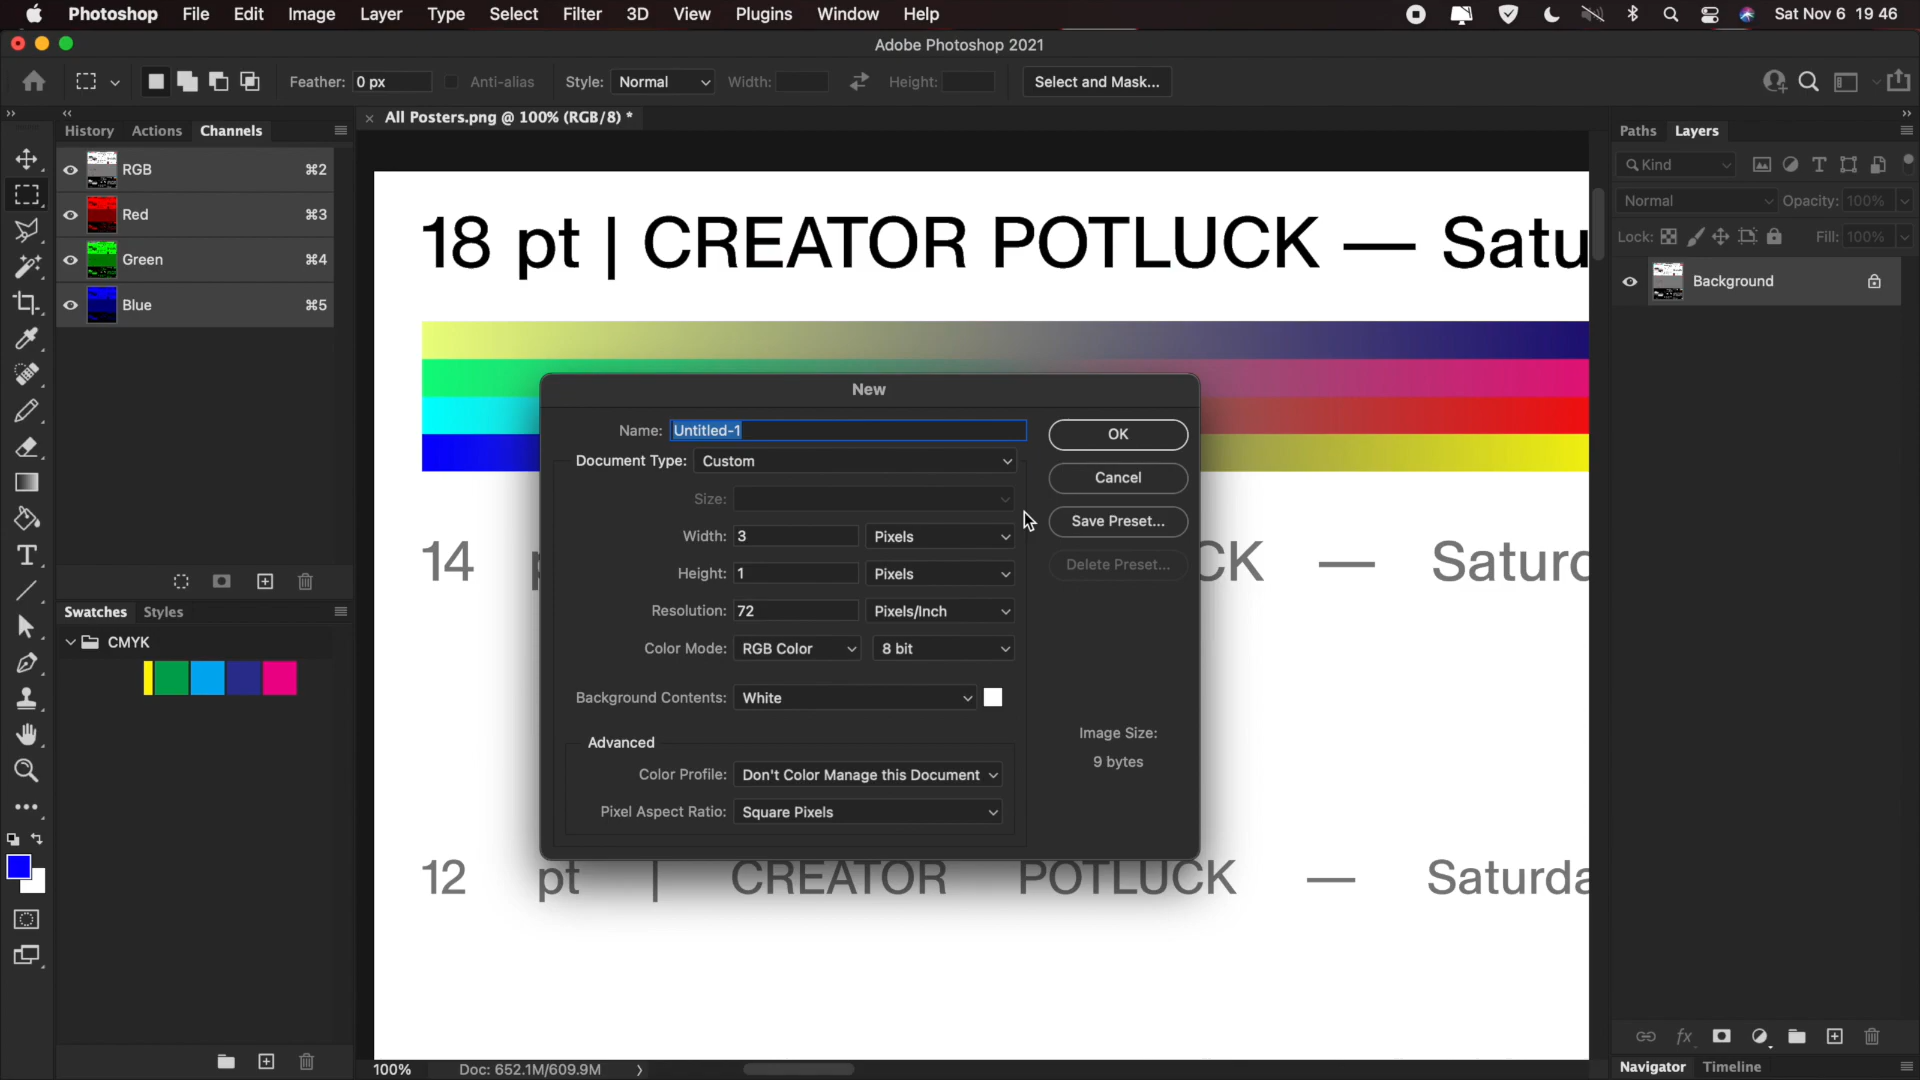 Photoshop File Edit Image Layer Type Select Filter 3D View Plugins Window Help Sat Nov 6 19 46
Adobe Photoshop 2021
Feather: 0 px Anti-alias Style: Normal Width: Height: Select and Mask...
All Posters.png @ 100% (RGB/8) *
History Actions Channels
Paths Layers
RGB ⌘2
Red ⌘3
Green ⌘4
Blue ⌘5
Kind
Normal Opacity: 100%
Lock: Fill: 100%
Background
18 pt | CREATOR POTLUCK — Satu
New
Name: Untitled-1
Document Type: Custom
Size:
Width: 3 Pixels
Height: 1 Pixels
Resolution: 72 Pixels/Inch
Color Mode: RGB Color 8 bit
Background Contents: White
Advanced
Color Profile: Don't Color Manage this Document
Pixel Aspect Ratio: Square Pixels
OK
Cancel
Save Preset...
Delete Preset...
Image Size:
9 bytes
14 CK — Saturd
12 pt | CREATOR POTLUCK — Saturda
Swatches Styles
CMYK
100% Doc: 652.1M/609.9M
fx
Navigator Timeline